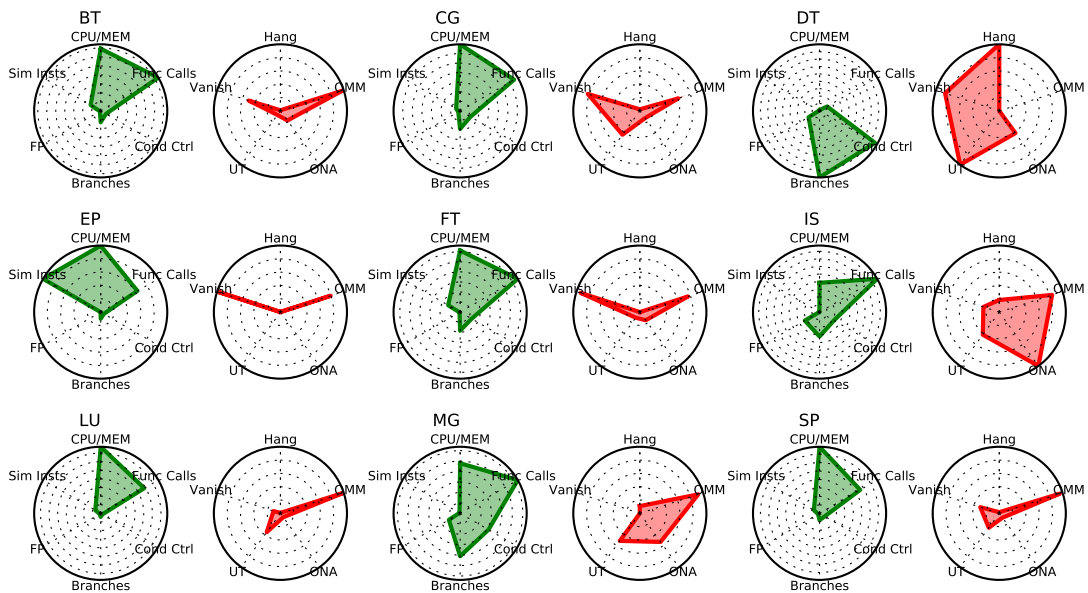 BT
CPU/MEM
Sim Insts
Func Calls
FP
Cond Ctrl
Branches
Hang
Vanish
OMM
UT
ONA
CG
CPU/MEM
Sim Insts
Func Calls
FP
Cond Ctrl
Branches
Hang
Vanish
OMM
UT
ONA
DT
CPU/MEM
Sim Insts
Func Calls
FP
Cond Ctrl
Branches
Hang
Vanish
OMM
UT
ONA
EP
CPU/MEM
Sim Insts
Func Calls
FP
Cond Ctrl
Branches
Hang
Vanish
OMM
UT
ONA
FT
CPU/MEM
Sim Insts
Func Calls
FP
Cond Ctrl
Branches
Hang
Vanish
OMM
UT
ONA
IS
CPU/MEM
Sim Insts
Func Calls
FP
Cond Ctrl
Branches
Hang
Vanish
OMM
UT
ONA
LU
CPU/MEM
Sim Insts
Func Calls
FP
Cond Ctrl
Branches
Hang
Vanish
OMM
UT
ONA
MG
CPU/MEM
Sim Insts
Func Calls
FP
Cond Ctrl
Branches
Hang
Vanish
OMM
UT
ONA
SP
CPU/MEM
Sim Insts
Func Calls
FP
Cond Ctrl
Branches
Hang
Vanish
OMM
UT
ONA